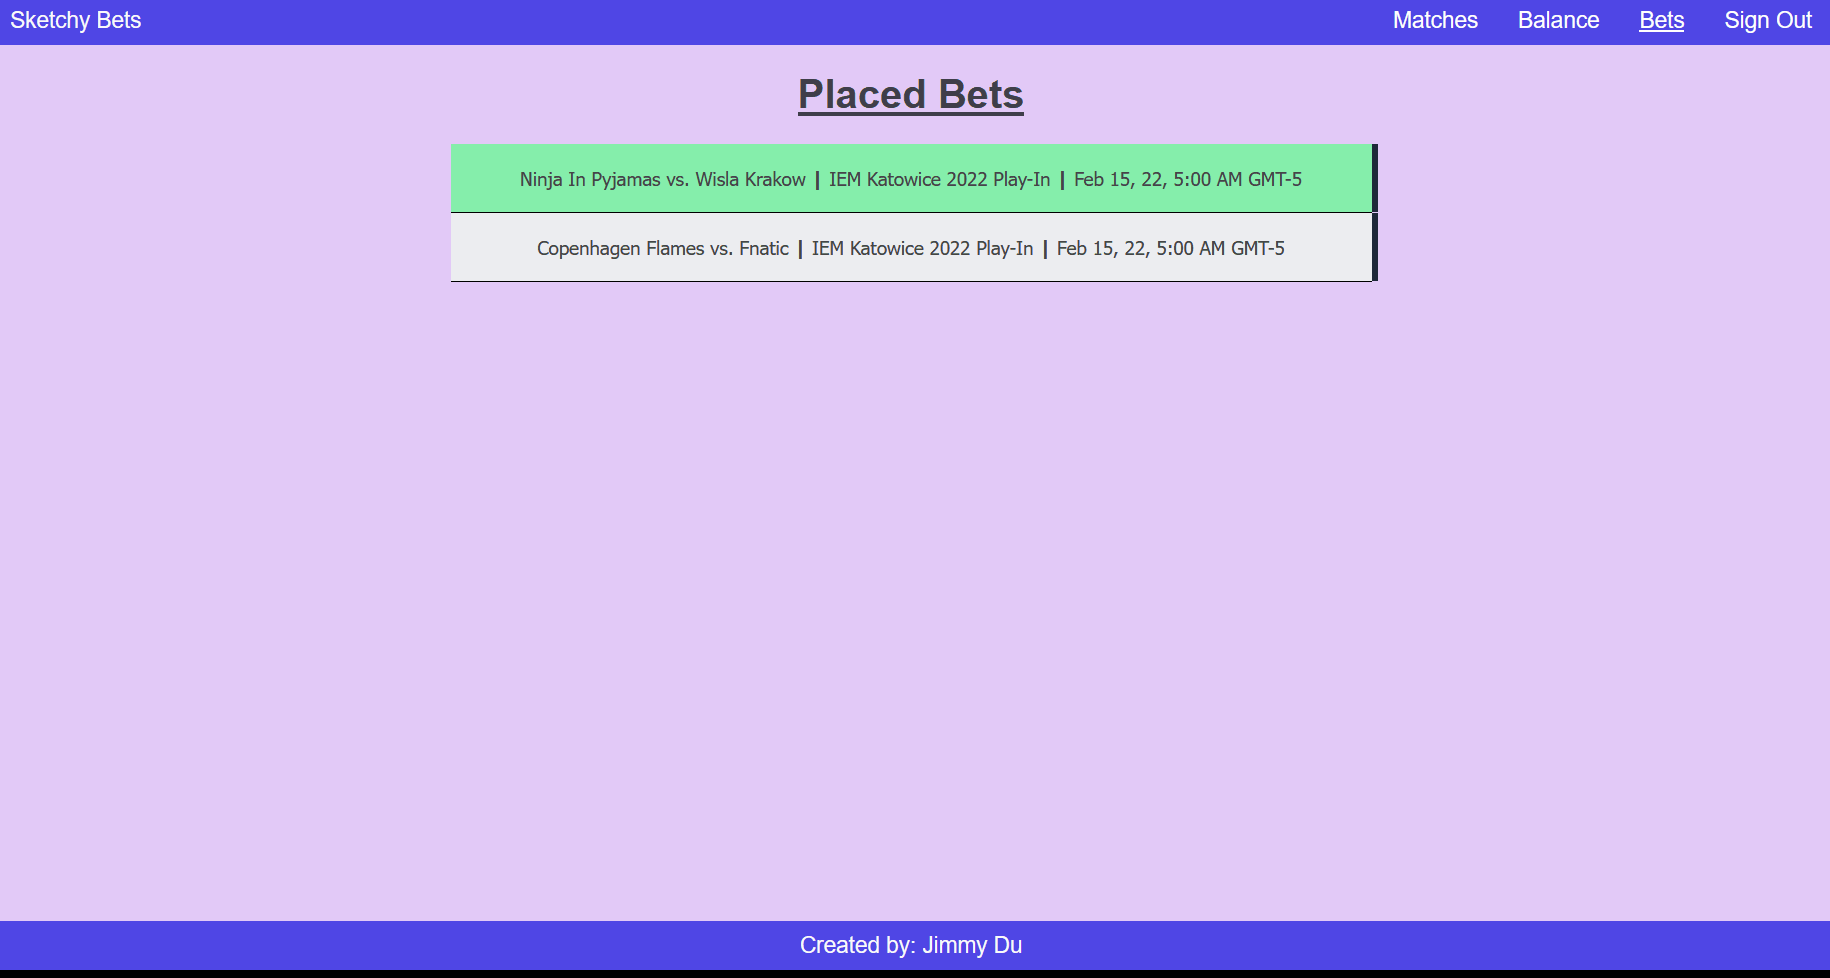 Sketchy Bets Matches Balance Bets Sign Out
Placed Bets
Ninja In Pyjamas vs. Wisla Krakow | IEM Katowice 2022 Play-In | Feb 15, 22, 5:00 AM GMT-5
Copenhagen Flames vs. Fnatic | IEM Katowice 2022 Play-In | Feb 15, 22, 5:00 AM GMT-5
Created by: Jimmy Du